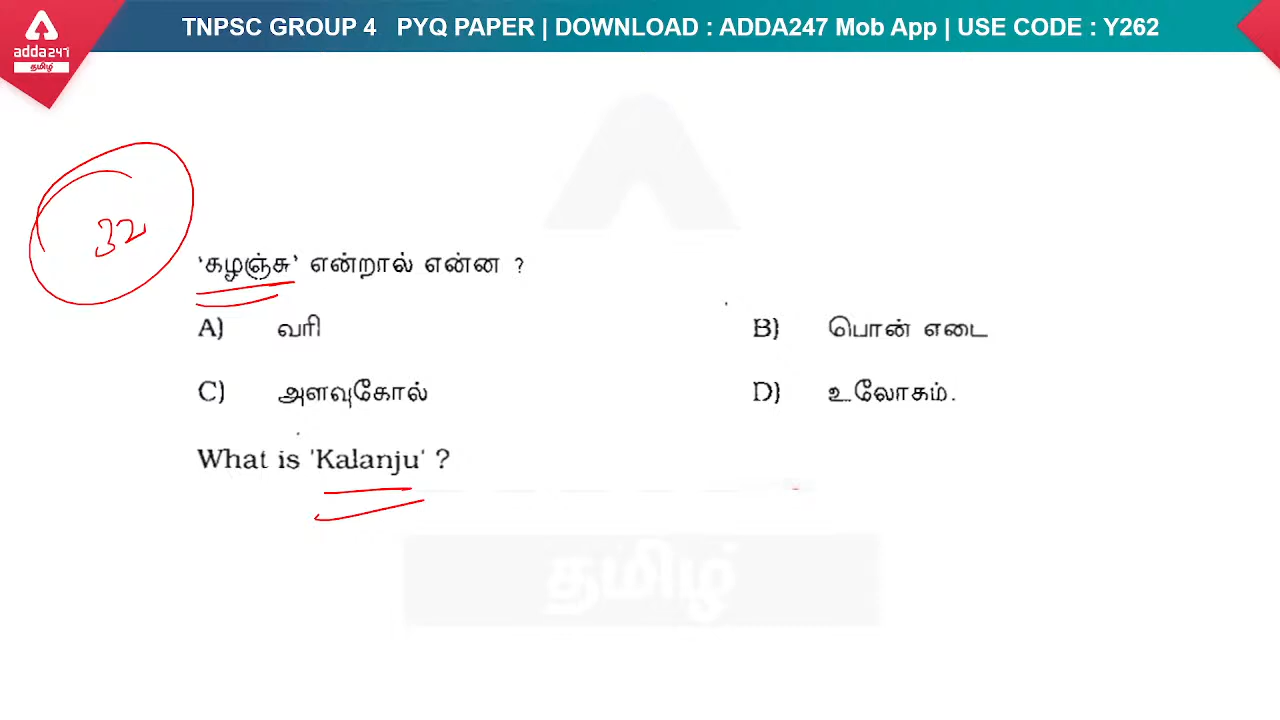 TNPSC GROUP 4 PYQ PAPER | DOWNLOAD : ADDA247 Mob App | USE CODE : Y262
adda247
தமிழ்
32
‘கழஞ்சு’ என்றால் என்ன ?
A) வரி B) பொன் எடை
C) அளவுகோல் D) உலோகம்.
What is 'Kalanju' ?
தமிழ்